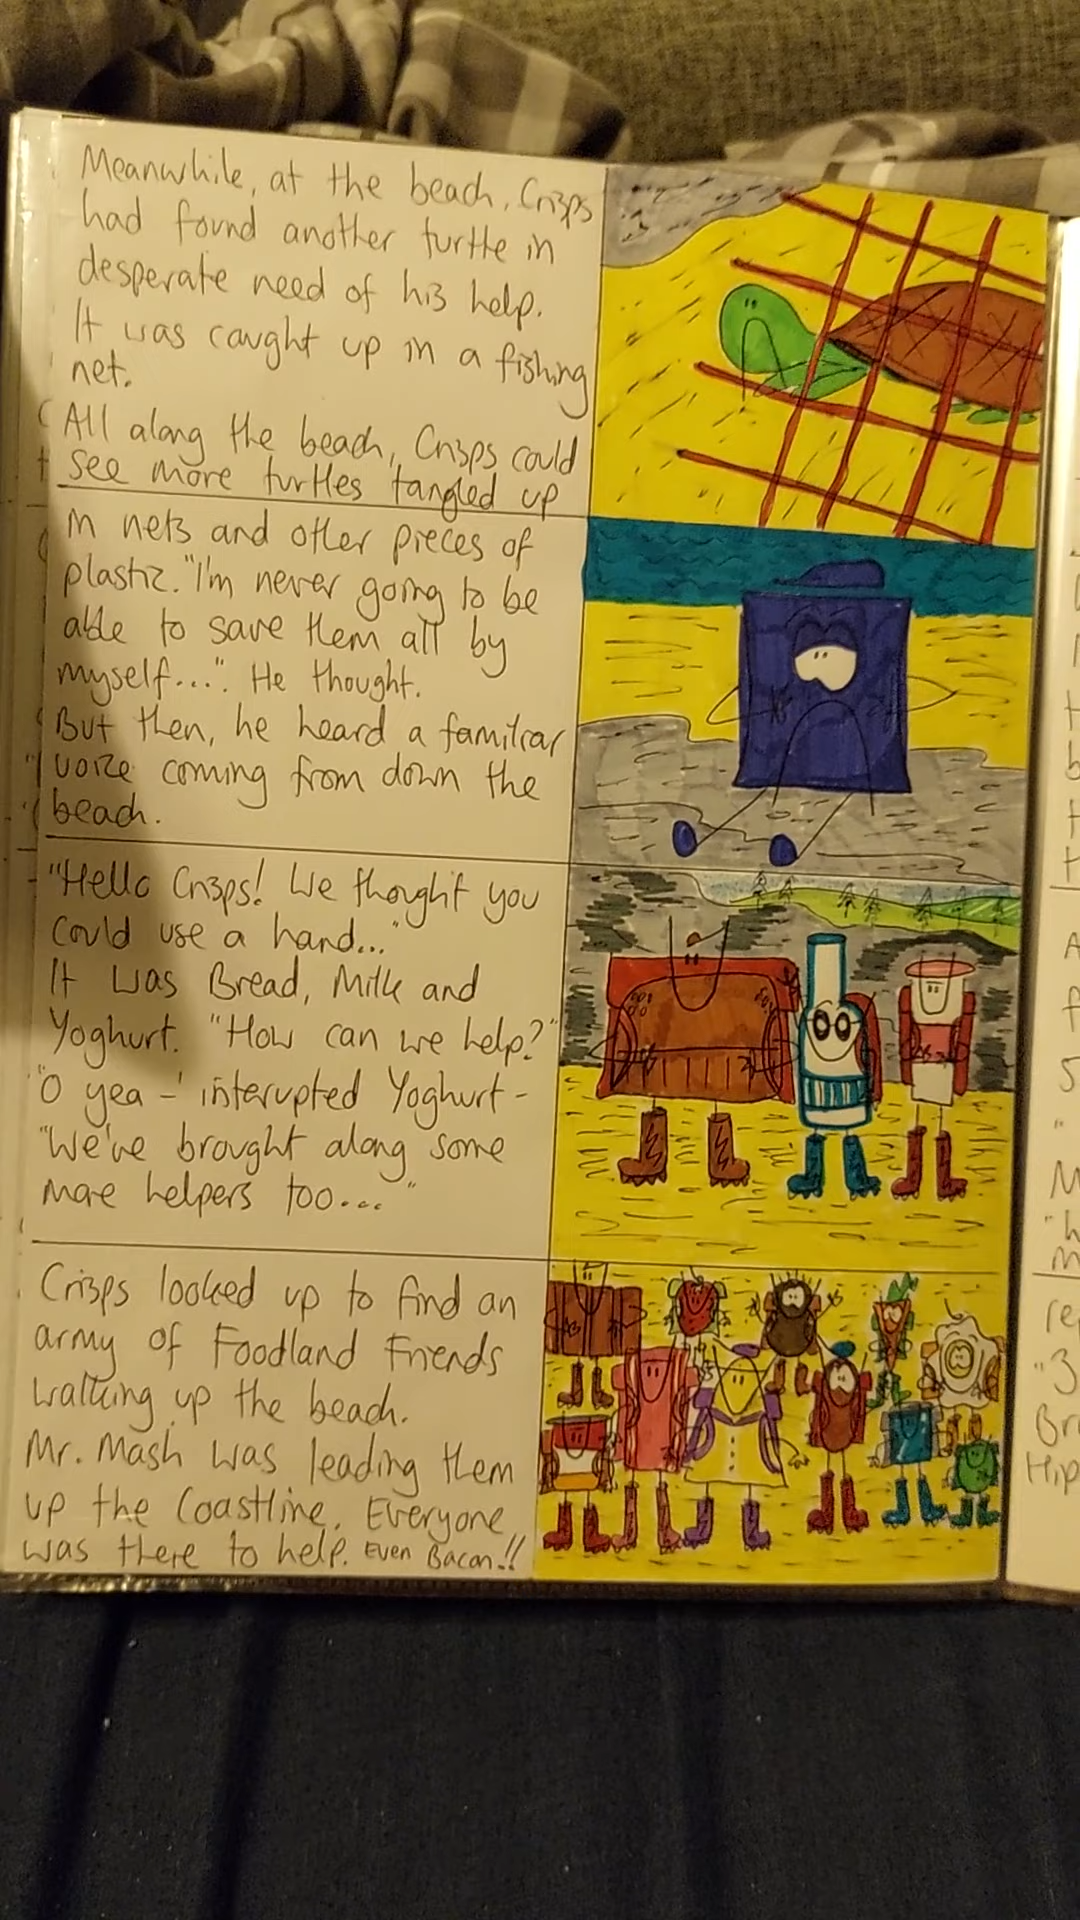 Meanwhile, at the beach, Crisps
had found another turtle in
desperate need of his help.
It was caught up in a fishing
net.
All along the beach, Crisps could
see more turtles tangled up
in nets and other pieces of
plastic. "I'm never going to be
able to save them all by
myself...". He thought.
But then, he heard a familiar
voice coming from down the
beach.
"Hello Crisps! We thought you
could use a hand..."
It was Bread, Milk and
Yoghurt. "How can we help?"
"O yea -' interupted Yoghurt -
"We've brought along some
more helpers too..."
Crisps looked up to find an
army of Foodland Friends
walking up the beach.
Mr. Mash was leading them
up the Coastline. Everyone
was there to help. Even Bacon!!